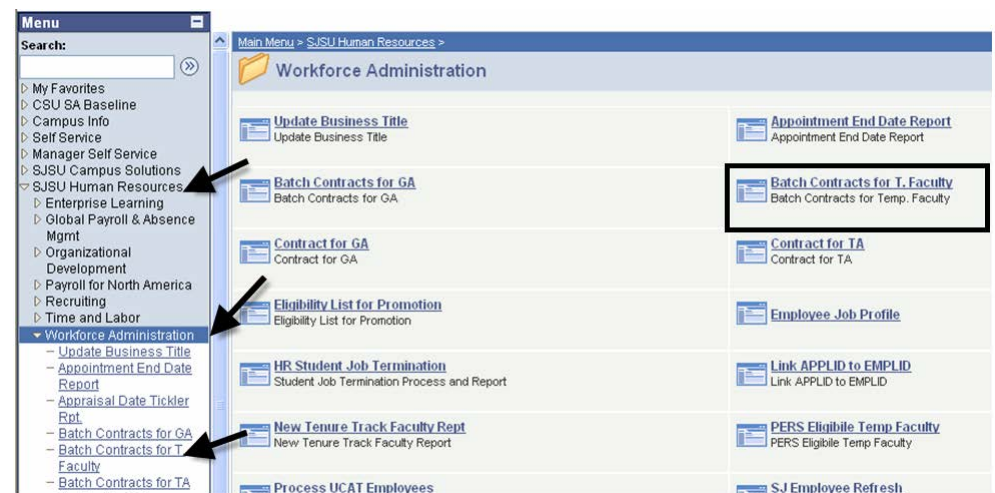 Menu
Search:
My Favorites
CSU SA Baseline
Campus Info
Self Service
Manager Self Service
SJSU Campus Solutions
SJSU Human Resources
Enterprise Learning
Global Payroll & Absence
Mgmt
Organizational
Development
Payroll for North America
Recruiting
Time and Labor
Workforce Administration
– Update Business Title
– Appointment End Date
Report
– Appraisal Date Tickler
Rpt.
– Batch Contracts for GA
– Batch Contracts for T.
Faculty
– Batch Contracts for TA
Main Menu > SJSU Human Resources >
Workforce Administration
Update Business Title
Update Business Title
Appointment End Date Report
Appointment End Date Report
Batch Contracts for GA
Batch Contracts for GA
Batch Contracts for T. Faculty
Batch Contracts for Temp. Faculty
Contract for GA
Contract for GA
Contract for TA
Contract for TA
Eligibility List for Promotion
Eligibility List for Promotion
Employee Job Profile
HR Student Job Termination
Student Job Termination Process and Report
Link APPLID to EMPLID
Link APPLID to EMPLID
New Tenure Track Faculty Rept
New Tenure Track Faculty Report
PERS Eligibile Temp Faculty
PERS Eligibile Temp Faculty
Process UCAT Employees
SJ Employee Refresh